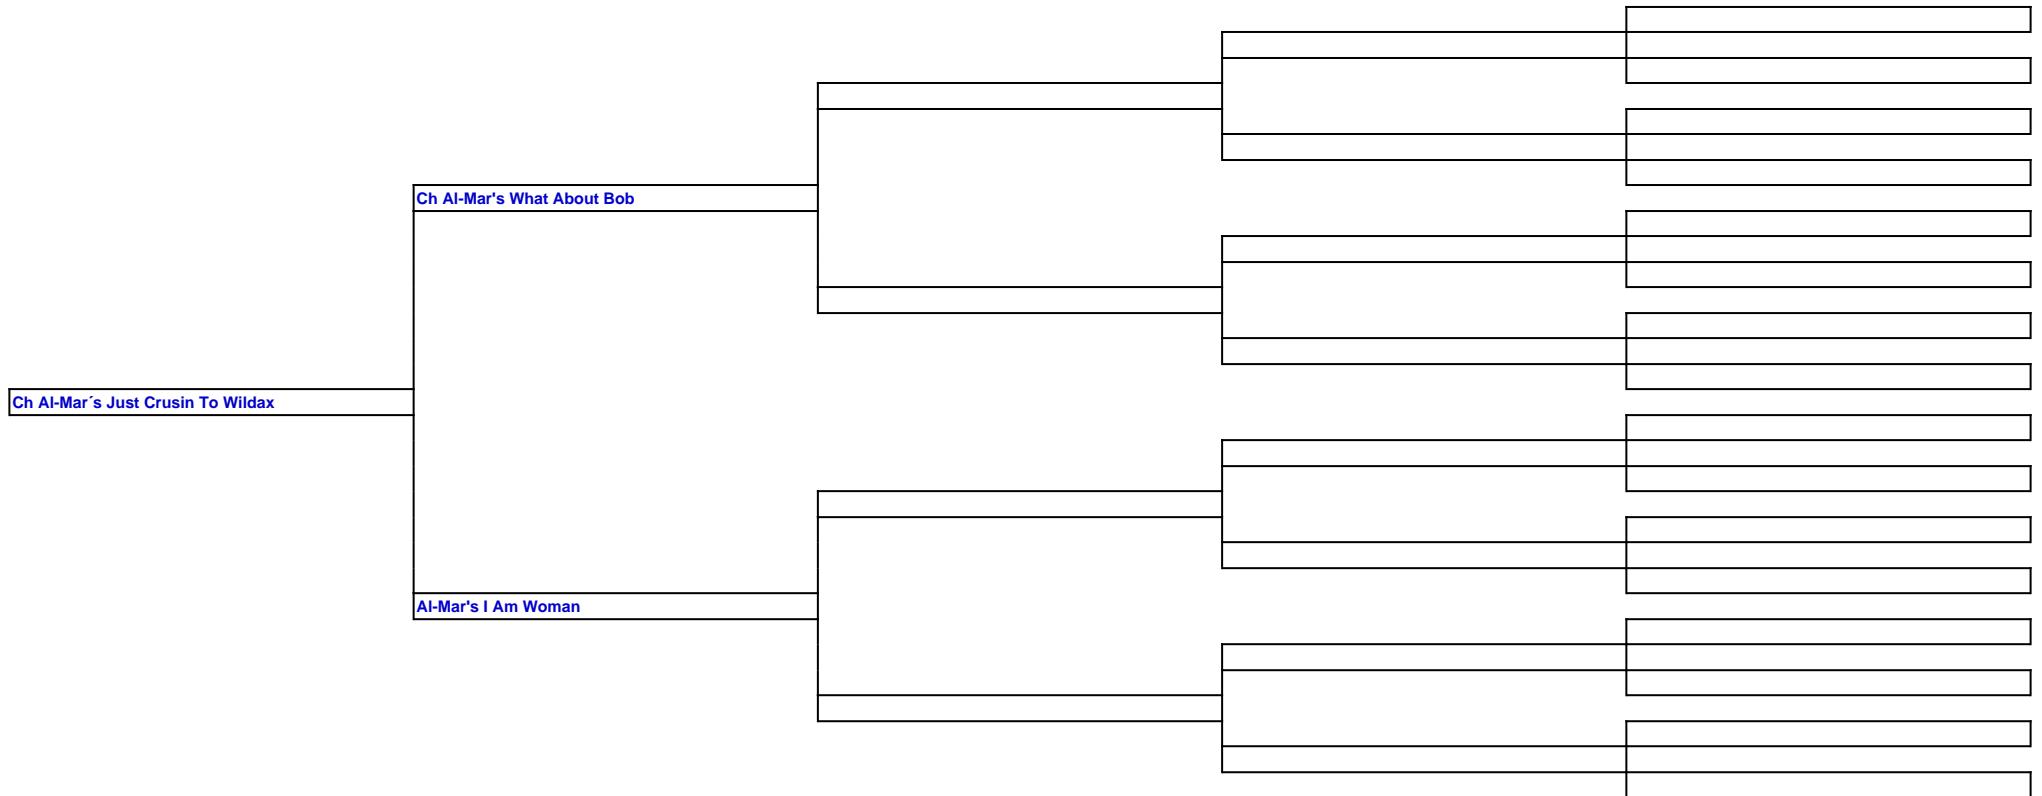 Ch Al-Mar's What About Bob
Ch Al-Mar´s Just Crusin To Wildax
Al-Mar's I Am Woman